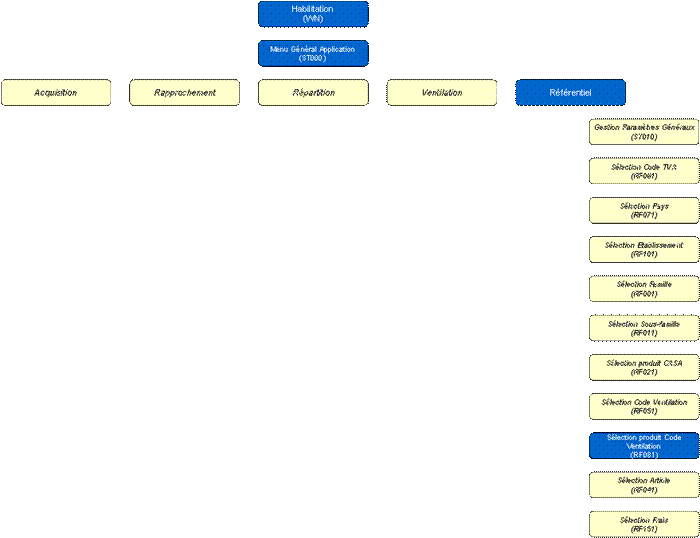 Habilitation
(WN)
Menu Général Application
(ST000)
Acquisition
Rapprochement
Répartition
Ventilation
Référentiel
Gestion Paramètres Généraux
(ST010)
Sélection Code TVA
(RF061)
Sélection Pays
(RF071)
Sélection Etablissement
(RF101)
Sélection Famille
(RF001)
Sélection Sous-famille
(RF011)
Sélection produit CASA
(RF021)
Sélection Code Ventilation
(RF051)
Sélection produit Code
Ventilation
(RF081)
Sélection Article
(RF041)
Sélection Frais
(RF151)